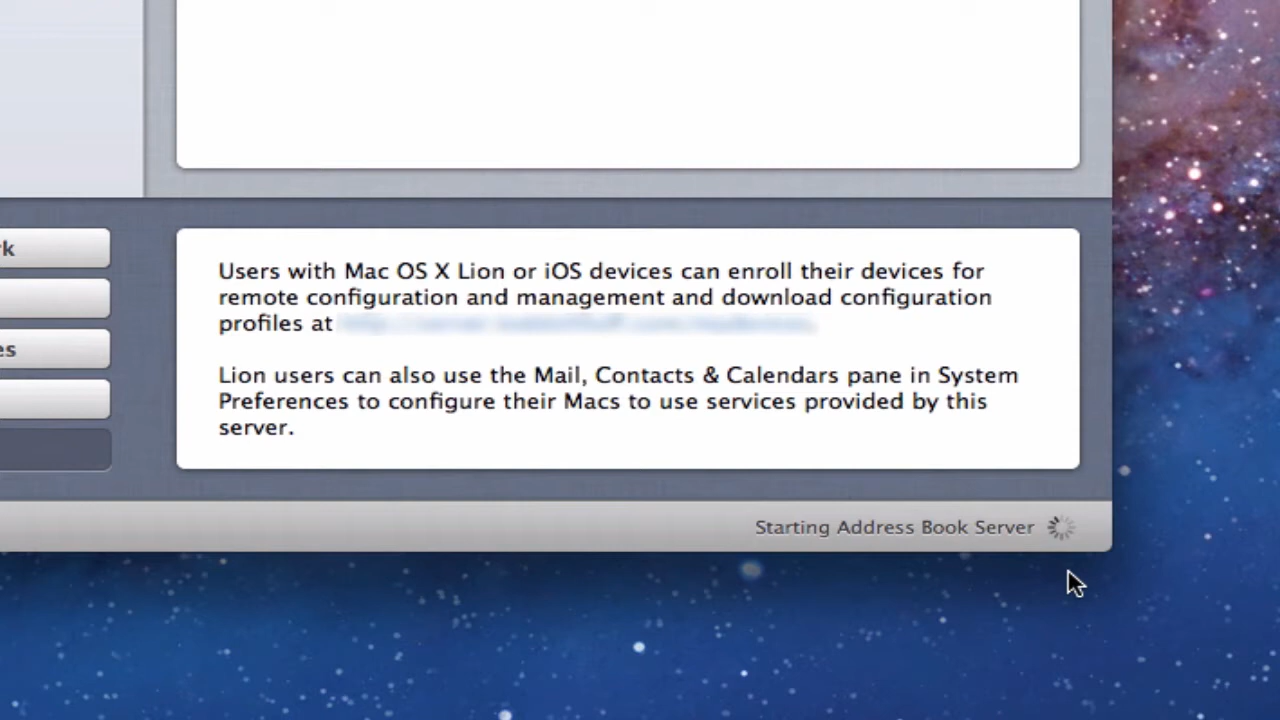 rk
es
Users with Mac OS X Lion or iOS devices can enroll their devices for
remote configuration and management and download configuration
profiles at
Lion users can also use the Mail, Contacts & Calendars pane in System
Preferences to configure their Macs to use services provided by this
server.
Starting Address Book Server